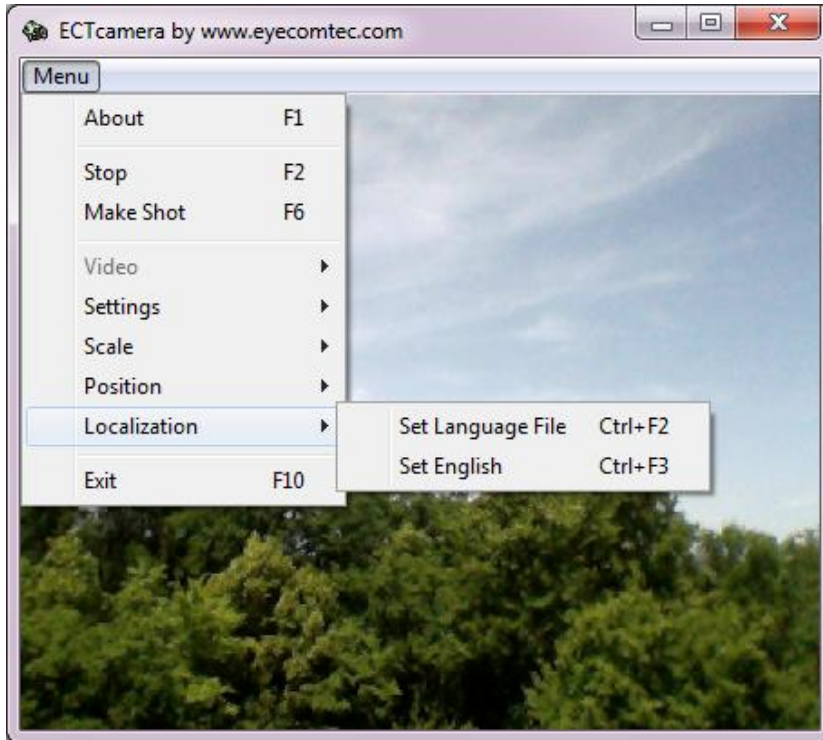 ECTcamera by www.eyecomtec.com
Menu
About F1
Stop F2
Make Shot F6
Video
Settings
Scale
Position
Localization
Set Language File Ctrl+F2
Set English Ctrl+F3
Exit F10